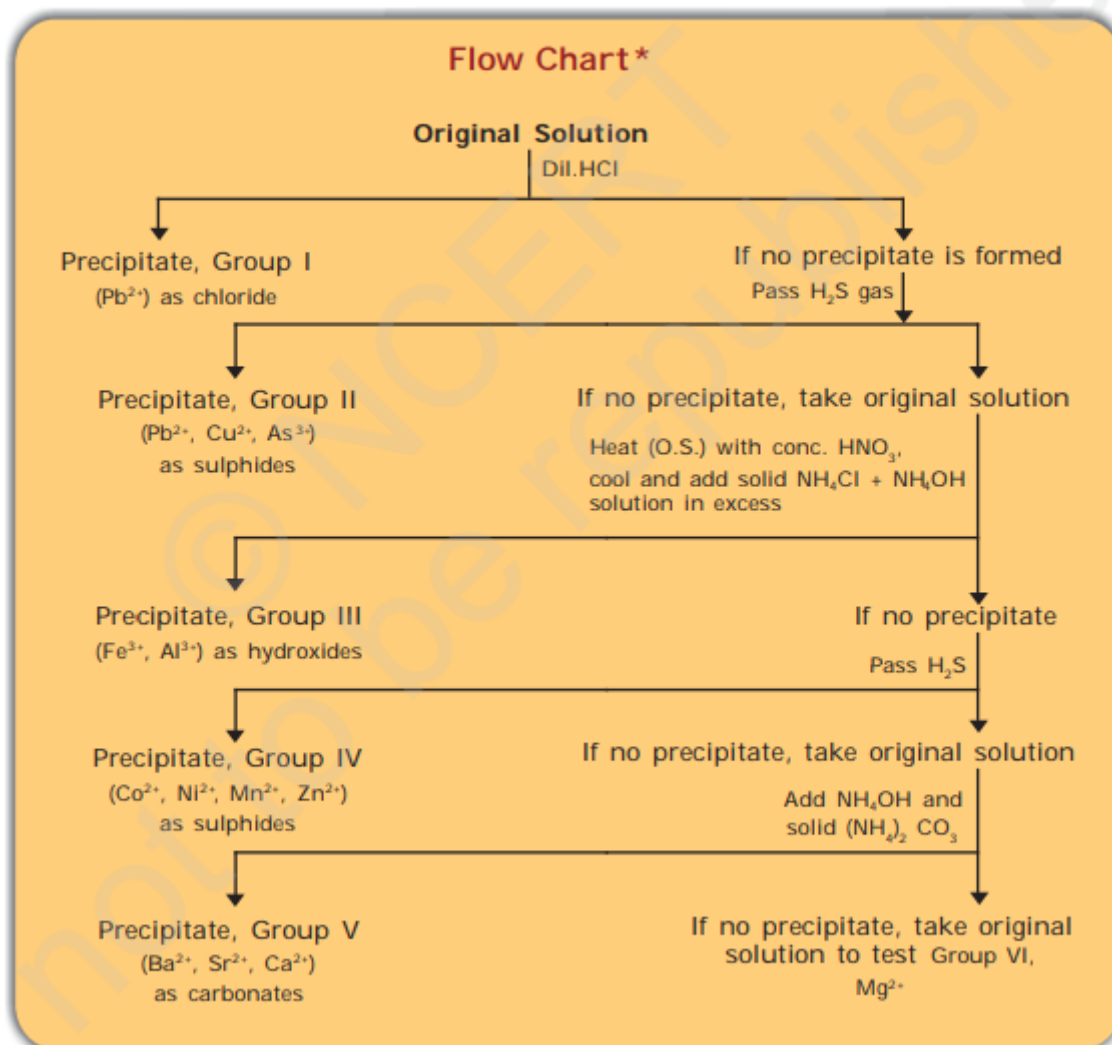 Flow Chart*
Original Solution
Dil.HCl
Precipitate, Group I
(Pb²⁺) as chloride
If no precipitate is formed
Pass H₂S gas
Precipitate, Group II
(Pb²⁺, Cu²⁺, As³⁺)
as sulphides
If no precipitate, take original solution
Heat (O.S.) with conc. HNO₃,
cool and add solid NH₄Cl + NH₄OH
solution in excess
Precipitate, Group III
(Fe³⁺, Al³⁺) as hydroxides
If no precipitate
Pass H₂S
Precipitate, Group IV
(Co²⁺, Ni²⁺, Mn²⁺, Zn²⁺)
as sulphides
If no precipitate, take original solution
Add NH₄OH and
solid (NH₄)₂ CO₃
Precipitate, Group V
(Ba²⁺, Sr²⁺, Ca²⁺)
as carbonates
If no precipitate, take original
solution to test Group VI,
Mg²⁺
© NCERT
not to be republishe